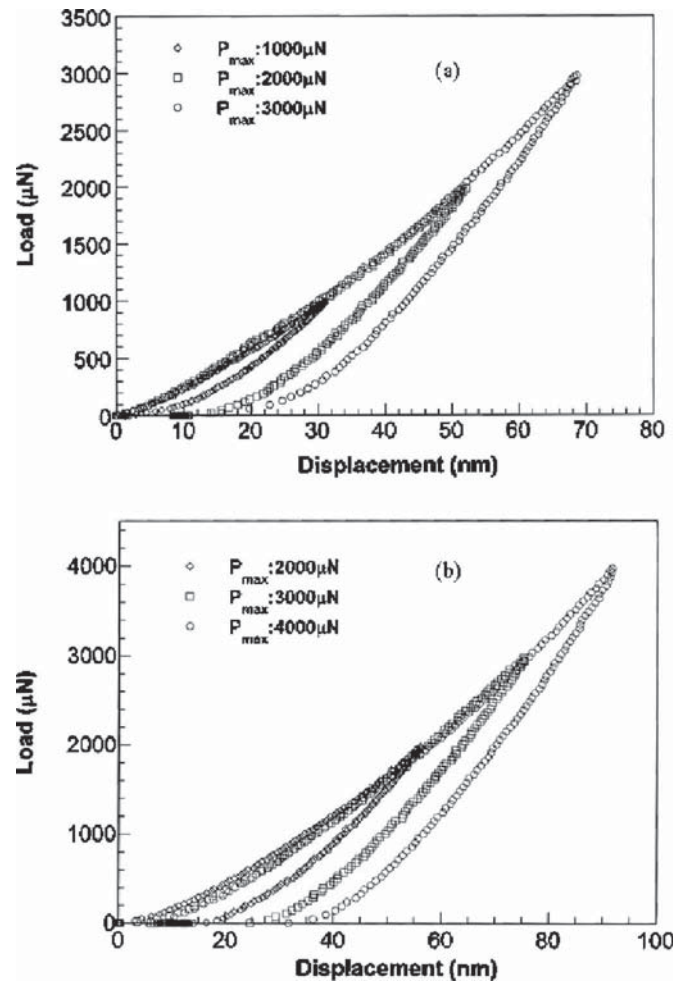 3500
3000
2500
2000
1500
1000
500
0
Load (μN)
P max :1000μN
P max :2000μN
P max :3000μN
(a)
0 10 20 30 40 50 60 70 80
Displacement (nm)
4000
3000
2000
1000
0
Load (μN)
P max :2000μN
P max :3000μN
P max :4000μN
(b)
0 20 40 60 80 100
Displacement (nm)